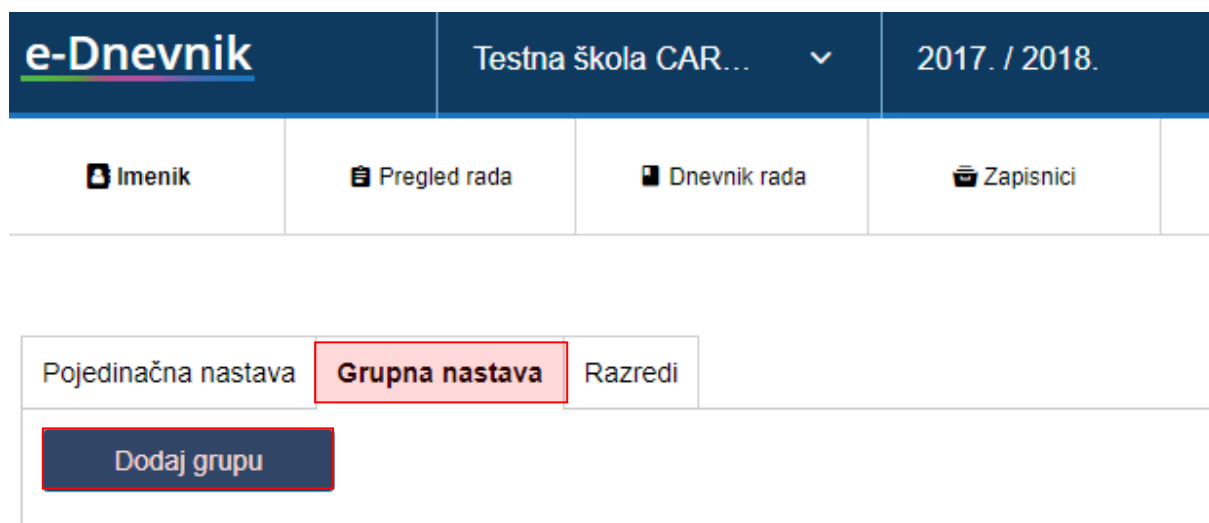 e-Dnevnik Testna škola CAR... 2017. / 2018.
Imenik Pregled rada Dnevnik rada Zapisnici
Pojedinačna nastava Grupna nastava Razredi
Dodaj grupu